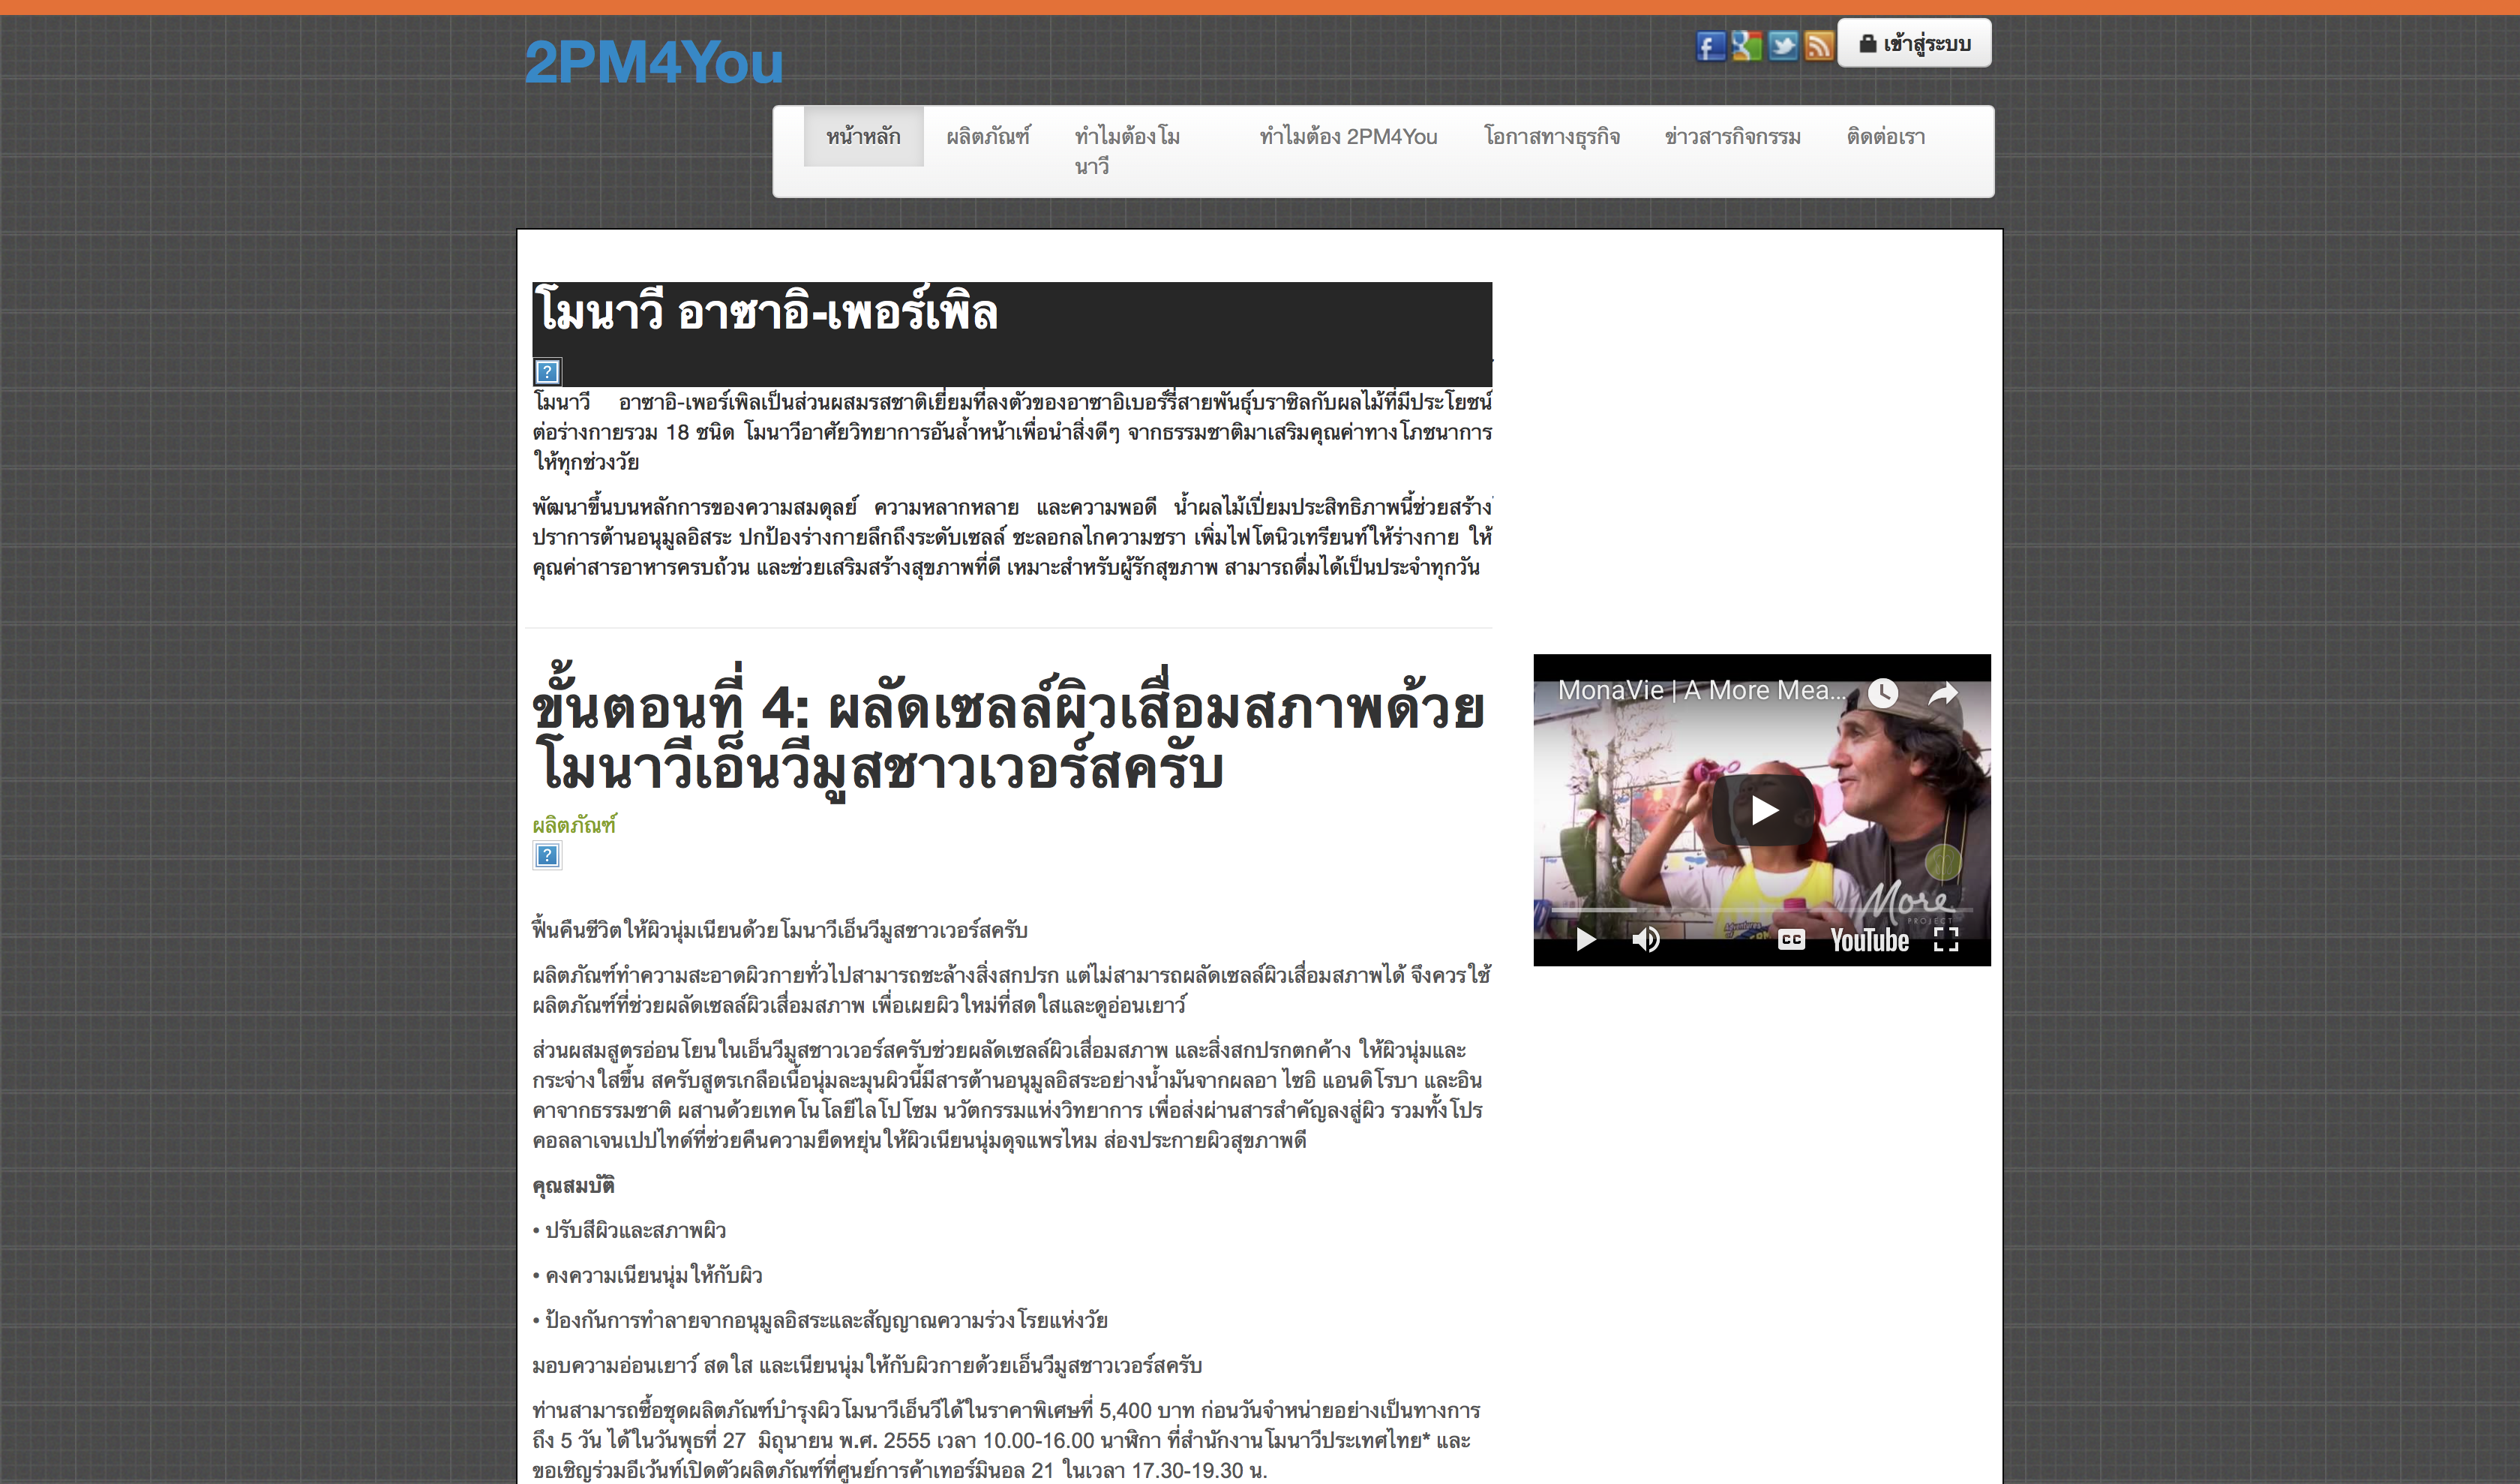 2PM4You
เข้าสู่ระบบ
หน้าหลัก
ผลิตภัณฑ์
ทำไมต้องโม
นาวี
ทำไมต้อง 2PM4You
โอกาสทางธุรกิจ
ข่าวสารกิจกรรม
ติดต่อเรา
โมนาวี อาซาอิ-เพอร์เพิล
โมนาวี อาซาอิ-เพอร์เพิลเป็นส่วนผสมรสชาติเยี่ยมที่ลงตัวของอาซาอิเบอร์รี่สายพันธุ์บราซิลกับผลไม้ที่มีประโยชน์
ต่อร่างกายรวม 18 ชนิด โมนาวีอาศัยวิทยาการอันล้ำหน้าเพื่อนำสิ่งดีๆ จากธรรมชาติมาเสริมคุณค่าทางโภชนาการ
ให้ทุกช่วงวัย
พัฒนาขึ้นบนหลักการของความสมดุลย์ ความหลากหลาย และความพอดี น้ำผลไม้เปี่ยมประสิทธิภาพนี้ช่วยสร้าง
ปราการต้านอนุมูลอิสระ ปกป้องร่างกายลึกถึงระดับเซลล์ ชะลอกลไกความชรา เพิ่มไฟโตนิวเทรียนท์ให้ร่างกาย ให้
คุณค่าสารอาหารครบถ้วน และช่วยเสริมสร้างสุขภาพที่ดี เหมาะสำหรับผู้รักสุขภาพ สามารถดื่มได้เป็นประจำทุกวัน
ขั้นตอนที่ 4: ผลัดเซลล์ผิวเสื่อมสภาพด้วย
โมนาวีเอ็นวีมูสชาวเวอร์สครับ
ผลิตภัณฑ์
MonaVie | A More Mea...
More
PROJECT
CC
YouTube
ฟื้นคืนชีวิตให้ผิวนุ่มเนียนด้วยโมนาวีเอ็นวีมูสชาวเวอร์สครับ
ผลิตภัณฑ์ทำความสะอาดผิวกายทั่วไปสามารถชะล้างสิ่งสกปรก แต่ไม่สามารถผลัดเซลล์ผิวเสื่อมสภาพได้ จึงควรใช้
ผลิตภัณฑ์ที่ช่วยผลัดเซลล์ผิวเสื่อมสภาพ เพื่อเผยผิวใหม่ที่สดใสและดูอ่อนเยาว์
ส่วนผสมสูตรอ่อนโยนในเอ็นวีมูสชาวเวอร์สครับช่วยผลัดเซลล์ผิวเสื่อมสภาพ และสิ่งสกปรกตกค้าง ให้ผิวนุ่มและ
กระจ่างใสขึ้น สครับสูตรเกลือเนื้อนุ่มละมุนผิวนี้มีสารต้านอนุมูลอิสระอย่างน้ำมันจากผลอา ไซอิ แอนดิโรบา และอิน
คาจากธรรมชาติ ผสานด้วยเทคโนโลยีไลโปโซม นวัตกรรมแห่งวิทยาการ เพื่อส่งผ่านสารสำคัญลงสู่ผิว รวมทั้งโปร
คอลลาเจนเปปไทด์ที่ช่วยคืนความยืดหยุ่นให้ผิวเนียนนุ่มดุจแพรไหม ส่องประกายผิวสุขภาพดี
คุณสมบัติ
• ปรับสีผิวและสภาพผิว
• คงความเนียนนุ่มให้กับผิว
• ป้องกันการทำลายจากอนุมูลอิสระและสัญญาณความร่วงโรยแห่งวัย
มอบความอ่อนเยาว์ สดใส และเนียนนุ่มให้กับผิวกายด้วยเอ็นวีมูสชาวเวอร์สครับ
ท่านสามารถซื้อชุดผลิตภัณฑ์บำรุงผิวโมนาวีเอ็นวีได้ในราคาพิเศษที่ 5,400 บาท ก่อนวันจำหน่ายอย่างเป็นทางการ
ถึง 5 วัน ได้ในวันพุธที่ 27 มิถุนายน พ.ศ. 2555 เวลา 10.00-16.00 นาฬิกา ที่สำนักงานโมนาวีประเทศไทย* และ
ขอเชิญร่วมอีเว้นท์เปิดตัวผลิตภัณฑ์ที่ศูนย์การค้าเทอร์มินอล 21 ในเวลา 17.30-19.30 น.